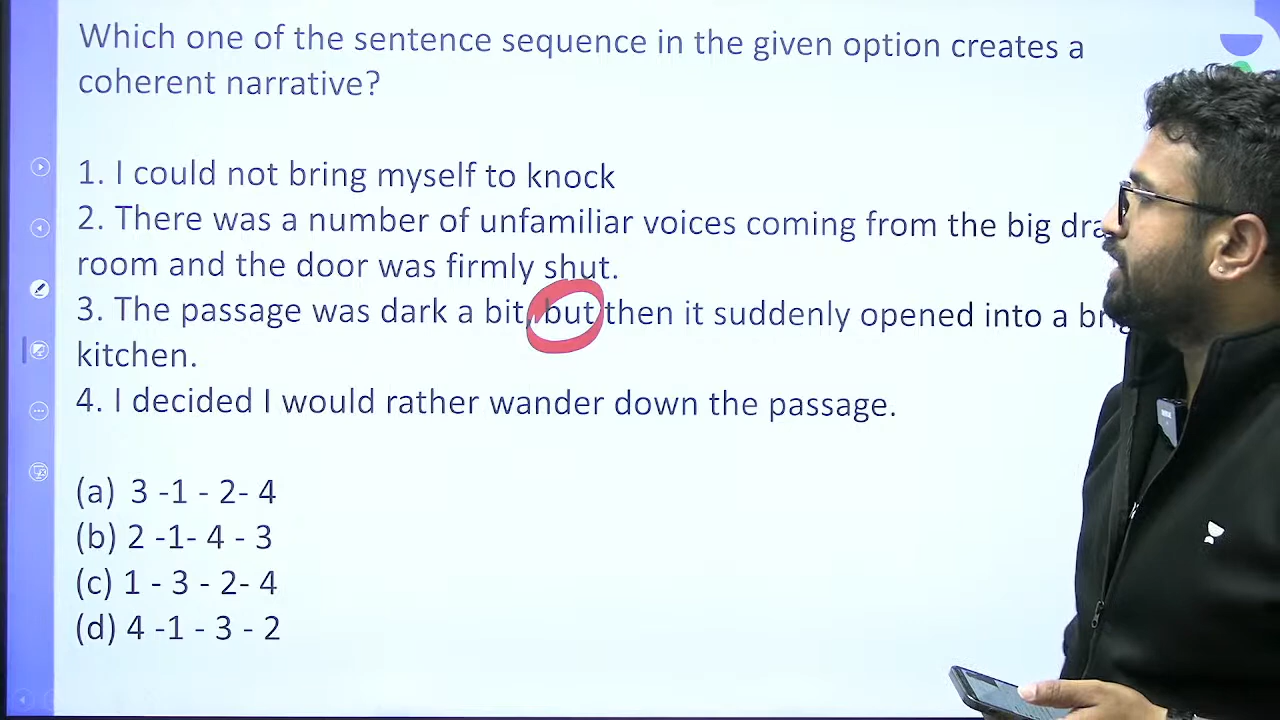 Which one of the sentence sequence in the given option creates a
coherent narrative?
1. I could not bring myself to knock
2. There was a number of unfamiliar voices coming from the big
room and the door was firmly shut.
3. The passage was dark a bit, but then it suddenly opened into a
kitchen.
4. I decided I would rather wander down the passage.
(a) 3 -1 - 2- 4
(b) 2 -1- 4 - 3
(c) 1 - 3 - 2- 4
(d) 4 -1 - 3 - 2